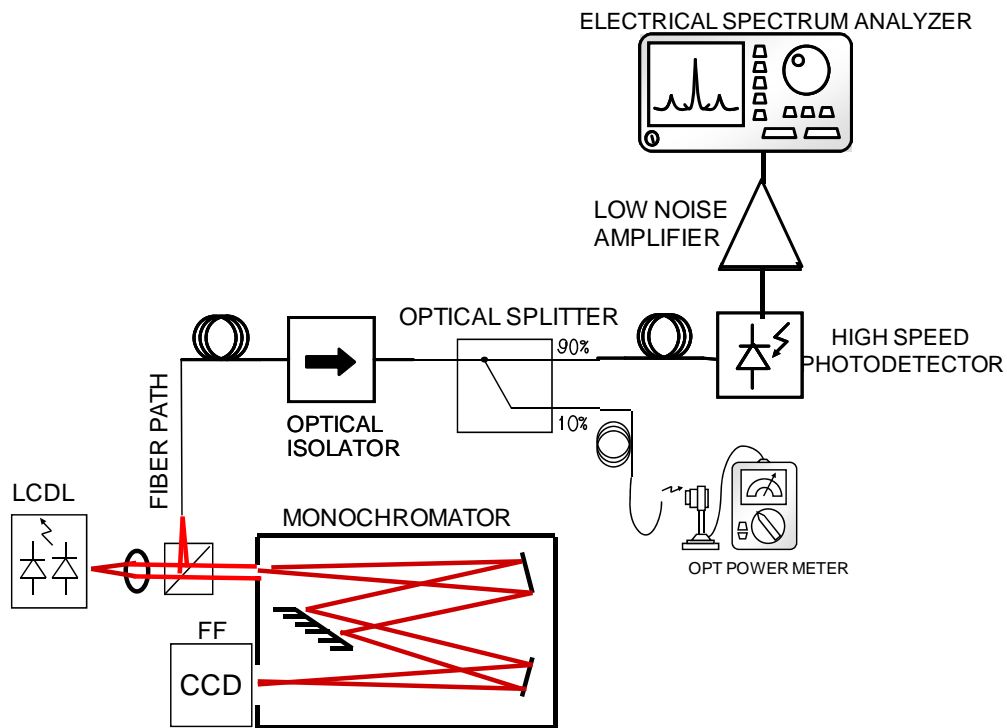 ELECTRICAL SPECTRUM ANALYZER
LOW NOISE
AMPLIFIER
OPTICAL SPLITTER
90%
10%
HIGH SPEED
PHOTODETECTOR
OPTICAL
ISOLATOR
FIBER PATH
LCDL
MONOCHROMATOR
OPT POWER METER
FF
CCD